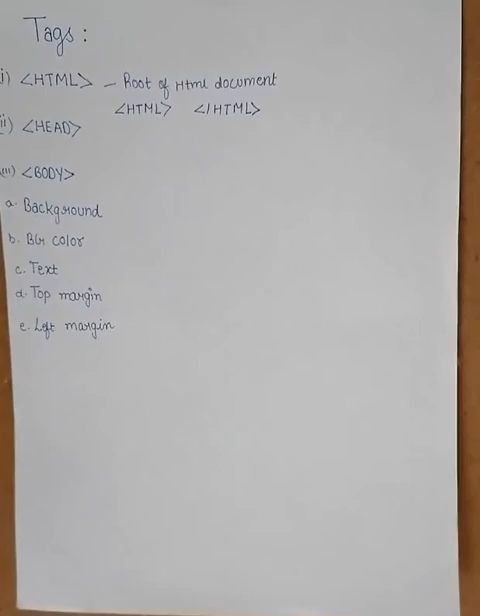 Tags :
i) <HTML> - Root of Html document
<HTML> </HTML>
ii) <HEAD>
iii) <BODY>
a. Background
b. BG color
c. Text
d. Top margin
e. Left margin